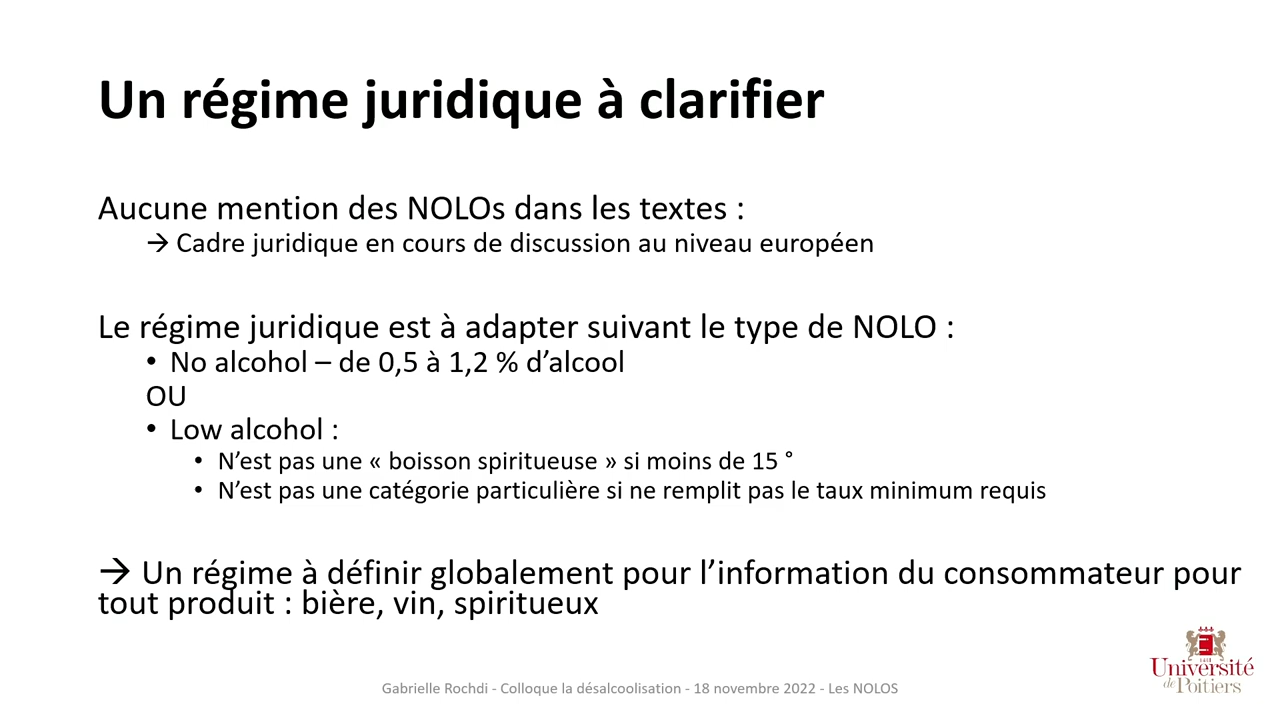 Un régime juridique à clarifier
Aucune mention des NOLOs dans les textes :
→ Cadre juridique en cours de discussion au niveau européen
Le régime juridique est à adapter suivant le type de NOLO :
• No alcohol – de 0,5 à 1,2 % d’alcool
OU
• Low alcohol :
• N’est pas une « boisson spiritueuse » si moins de 15 °
• N’est pas une catégorie particulière si ne remplit pas le taux minimum requis
→ Un régime à définir globalement pour l’information du consommateur pour
tout produit : bière, vin, spiritueux
Université
de Poitiers
Gabrielle Rochdi - Colloque la désalcoolisation - 18 novembre 2022 - Les NOLOS